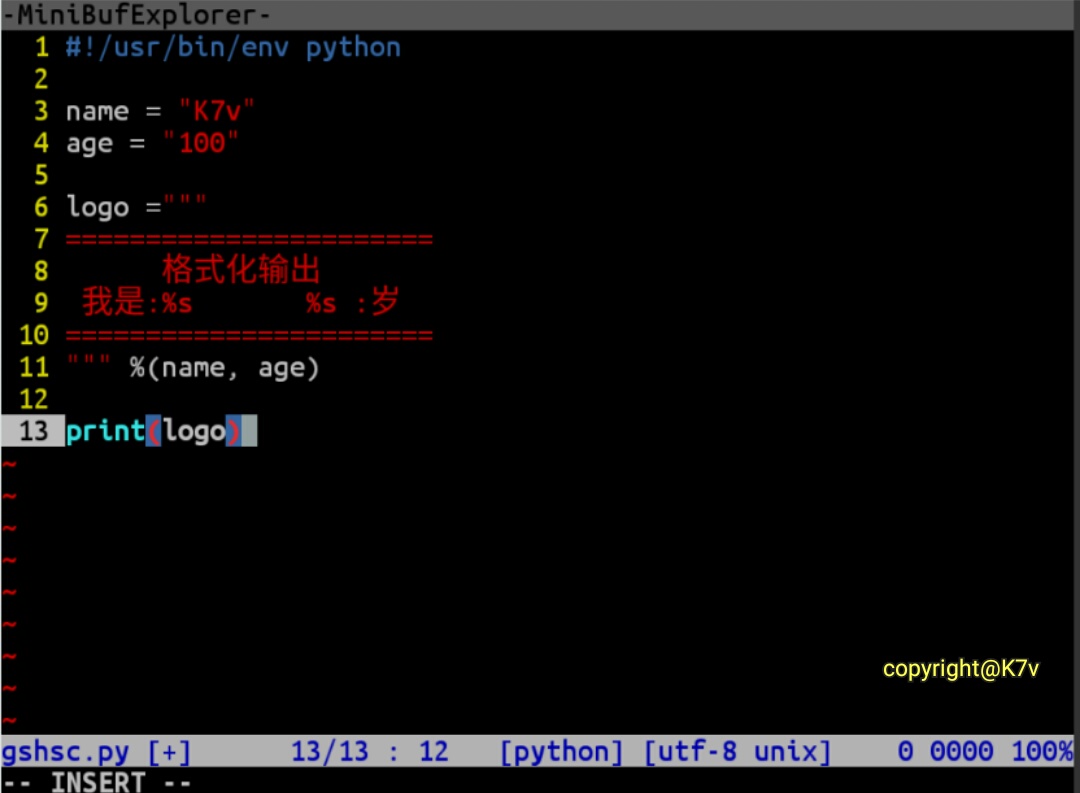 -MiniBufExplorer-
1 #!/usr/bin/env python
2
3 name = "K7v"
4 age = "100"
5
6 logo ="""
7 =======================
8       格式化输出
9  我是:%s       %s :岁
10 =======================
11 """ %(name, age)
12
13 print(logo)
~
~
~
~
~
~
~
~
~
copyright@K7v
gshsc.py [+]      13/13 : 12   [python] [utf-8 unix]    0 0000 100%
-- INSERT --